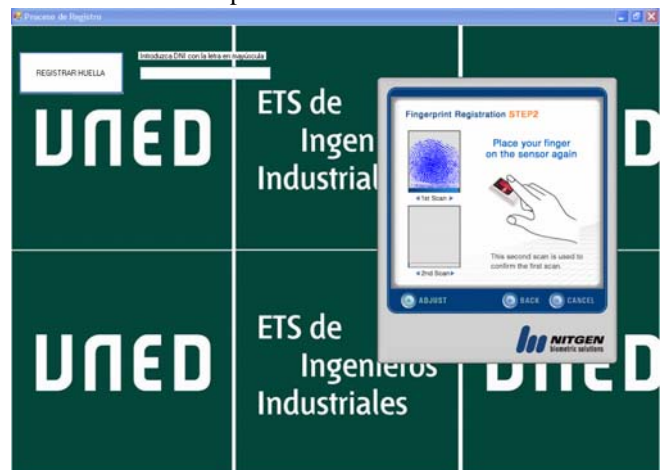 Proceso de Registro
REGISTRAR HUELLA
Introduzca DNI con la letra en mayúscula
UNED
ETS de
Ingen
Industrial
D
Fingerprint Registration STEP2
Place your finger
on the sensor again
«1st Scan»
«2nd Scan»
This second scan is used to
confirm the first scan.
ADJUST
BACK
CANCEL
NITGEN
biometric solutions
UNED
ETS de
Ingenieros
Industriales
UNED